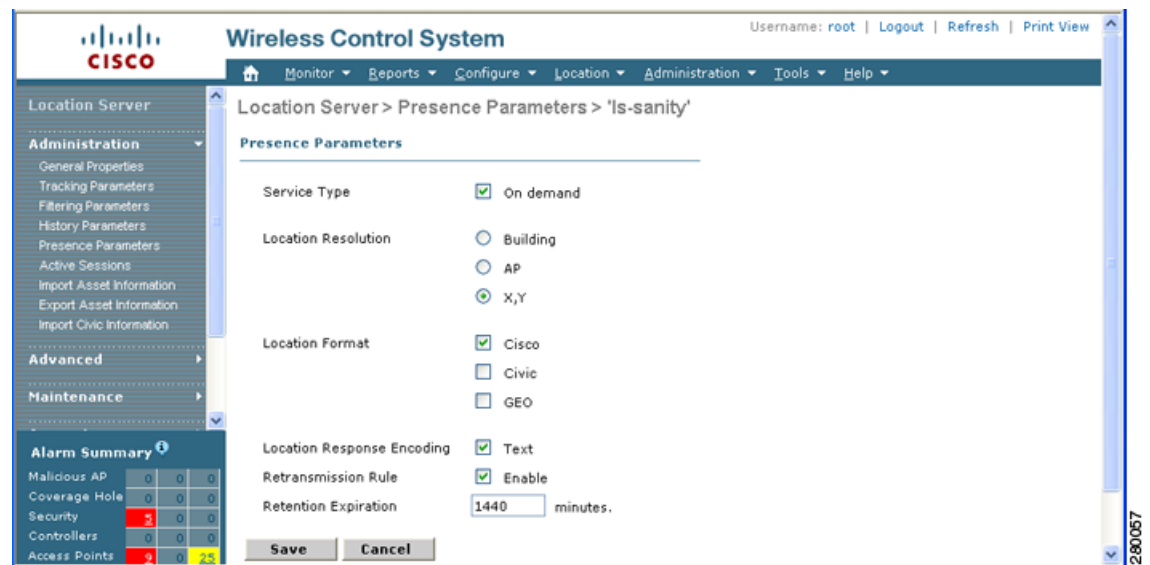 Username: root | Logout | Refresh | Print View
CISCO
Wireless Control System
Monitor Reports Configure Location Administration Tools Help
Location Server
Administration
General Properties
Tracking Parameters
Filtering Parameters
History Parameters
Presence Parameters
Active Sessions
Import Asset Information
Export Asset Information
Import Civic Information
Advanced
Maintenance
Alarm Summary
Malicious AP 0 0 0
Coverage Hole 0 0 0
Security 5 0 0
Controllers 0 0 0
Access Points 9 0 25
Location Server > Presence Parameters > 'ls-sanity'
Presence Parameters
Service Type On demand
Location Resolution Building
AP
X,Y
Location Format Cisco
Civic
GEO
Location Response Encoding Text
Retransmission Rule Enable
Retention Expiration 1440 minutes.
Save Cancel
280057